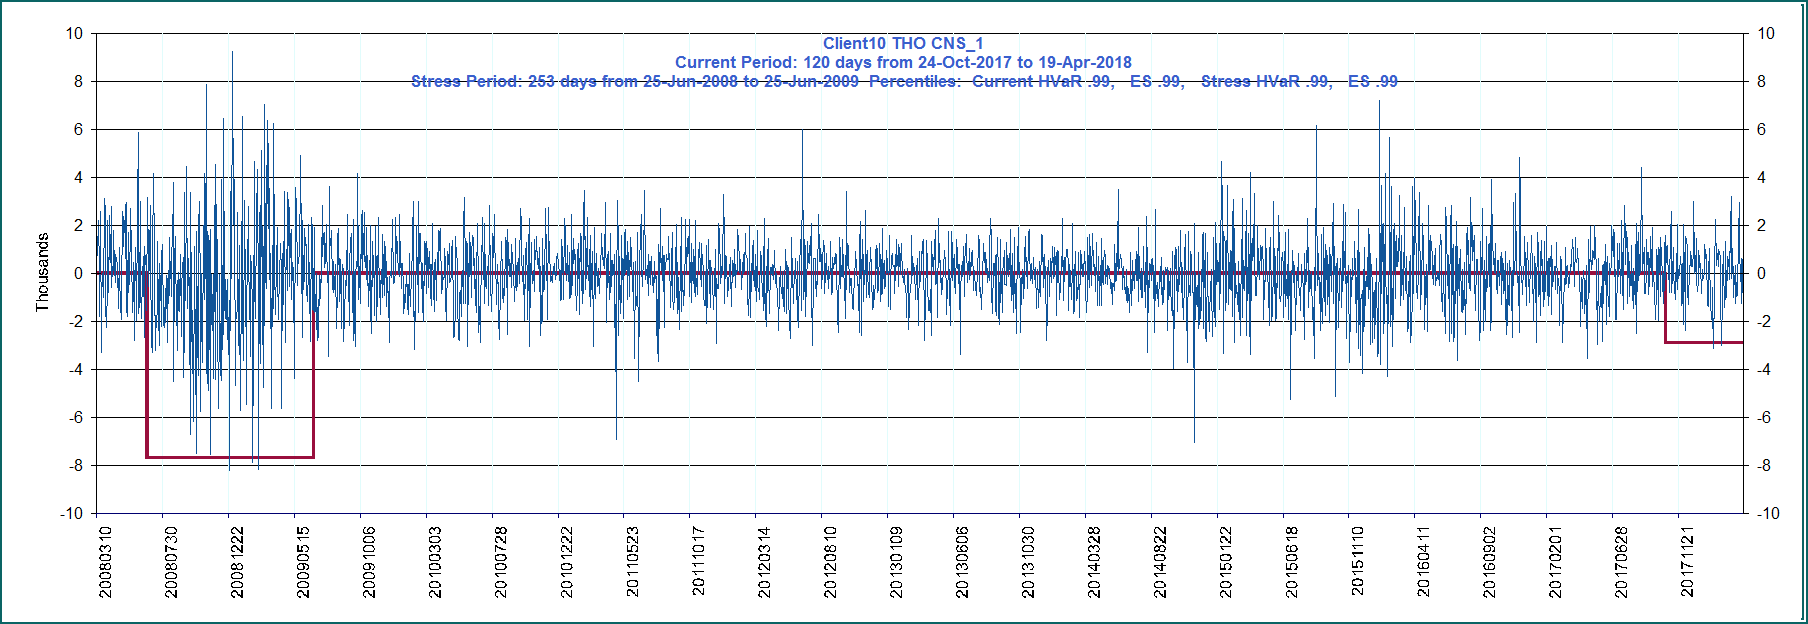 Client10 THO CNS_1
Current Period: 120 days from 24-Oct-2017 to 19-Apr-2018
Stress Period: 253 days from 25-Jun-2008 to 25-Jun-2009  Percentiles:  Current HVaR .99,   ES .99,   Stress HVaR .99,   ES .99
10 10
8 8
6 6
4 4
2 2
0 0
-2 -2
-4 -4
-6 -6
-8 -8
-10 -10
Thousands
20080310 20080730 20081222 20090515 20091006 20100303 20100728 20101222 20110523 20111017 20120314 20120810 20130109 20130606 20131030 20140328 20140822 20150122 20150618 20151110 20160411 20160902 20170201 20170628 20171121